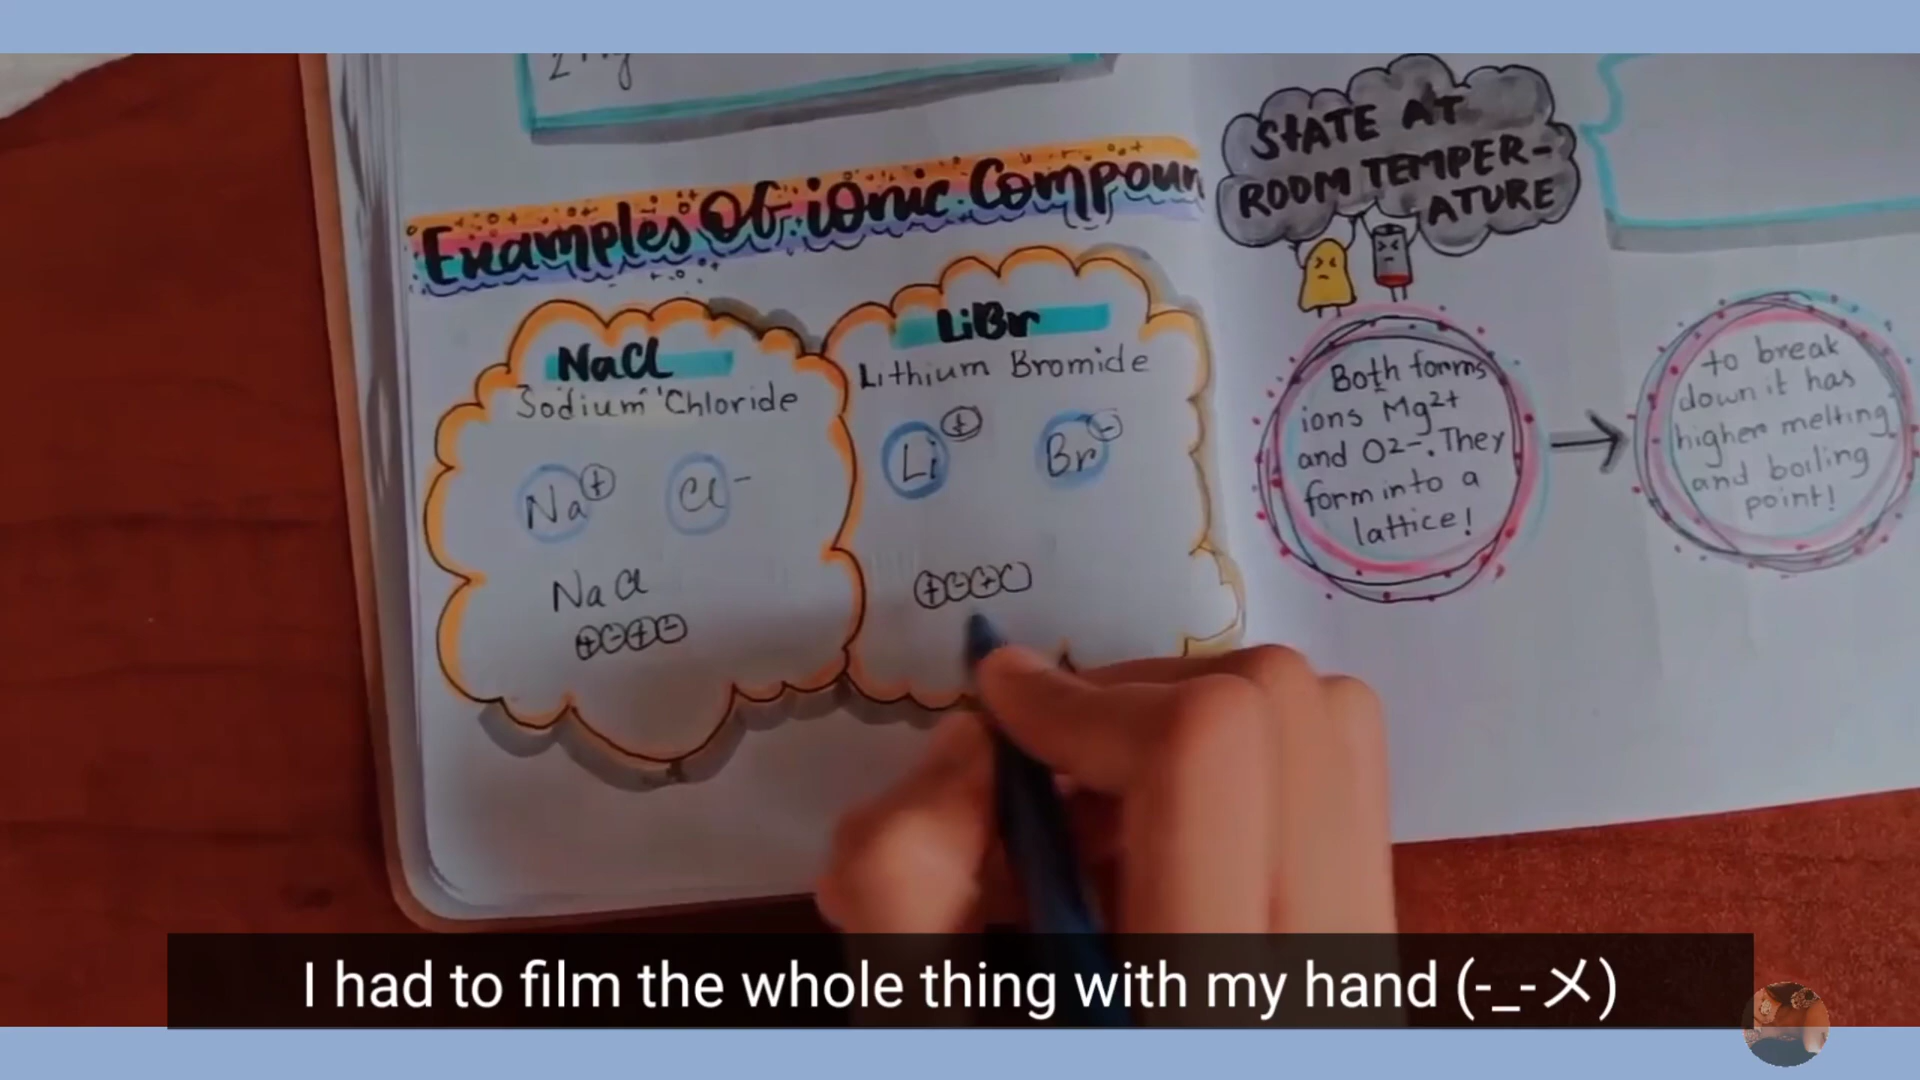 Examples Of ionic Compoun
NaCl
Sodium Chloride
Na+ Cl-
NaCl
+-+-
LiBr
Lithium Bromide
Li+ Br-
+-+
STATE AT
ROOM TEMPER-
ATURE
Both forms
ions Mg2+
and O2-. They
form into a
lattice!
to break
down it has
higher melting
and boiling
point!
I had to film the whole thing with my hand (-_-メ)